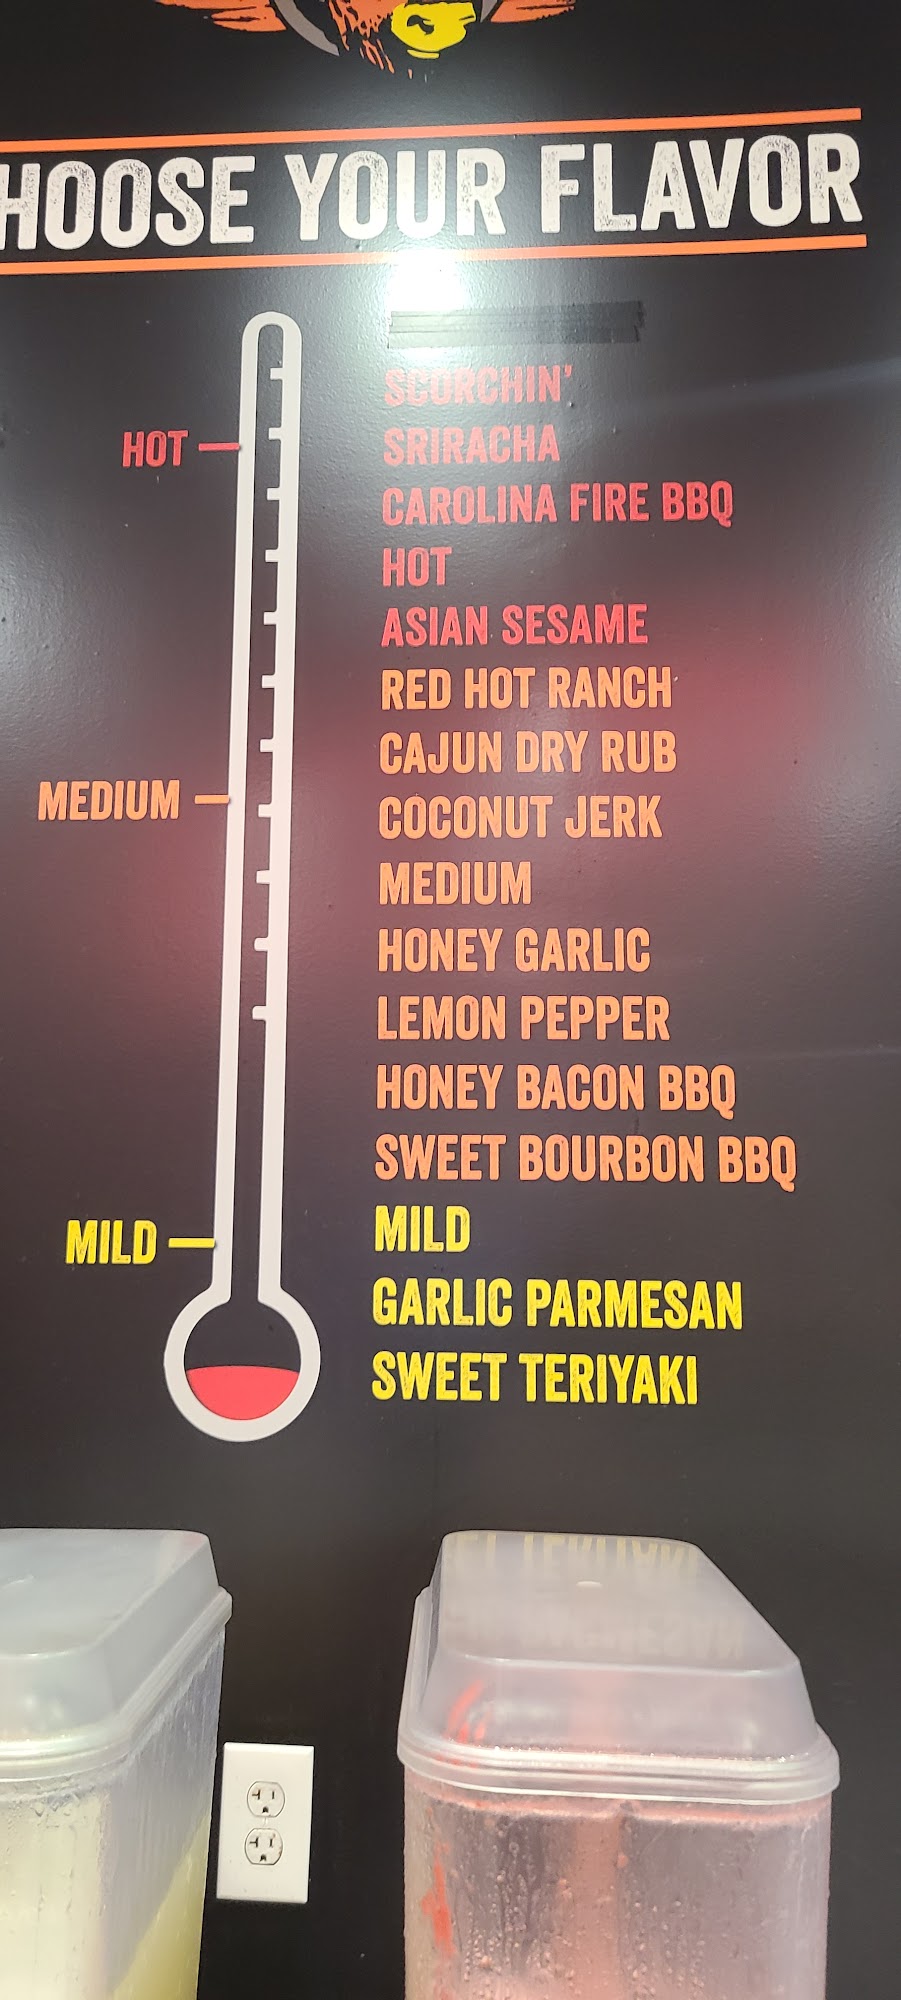 HOOSE YOUR FLAVOR
SCORCHIN'
HOT
SRIRACHA
CAROLINA FIRE BBQ
HOT
ASIAN SESAME
RED HOT RANCH
CAJUN DRY RUB
MEDIUM
COCONUT JERK
MEDIUM
HONEY GARLIC
LEMON PEPPER
HONEY BACON BBQ
SWEET BOURBON BBQ
MILD
MILD
GARLIC PARMESAN
SWEET TERIYAKI